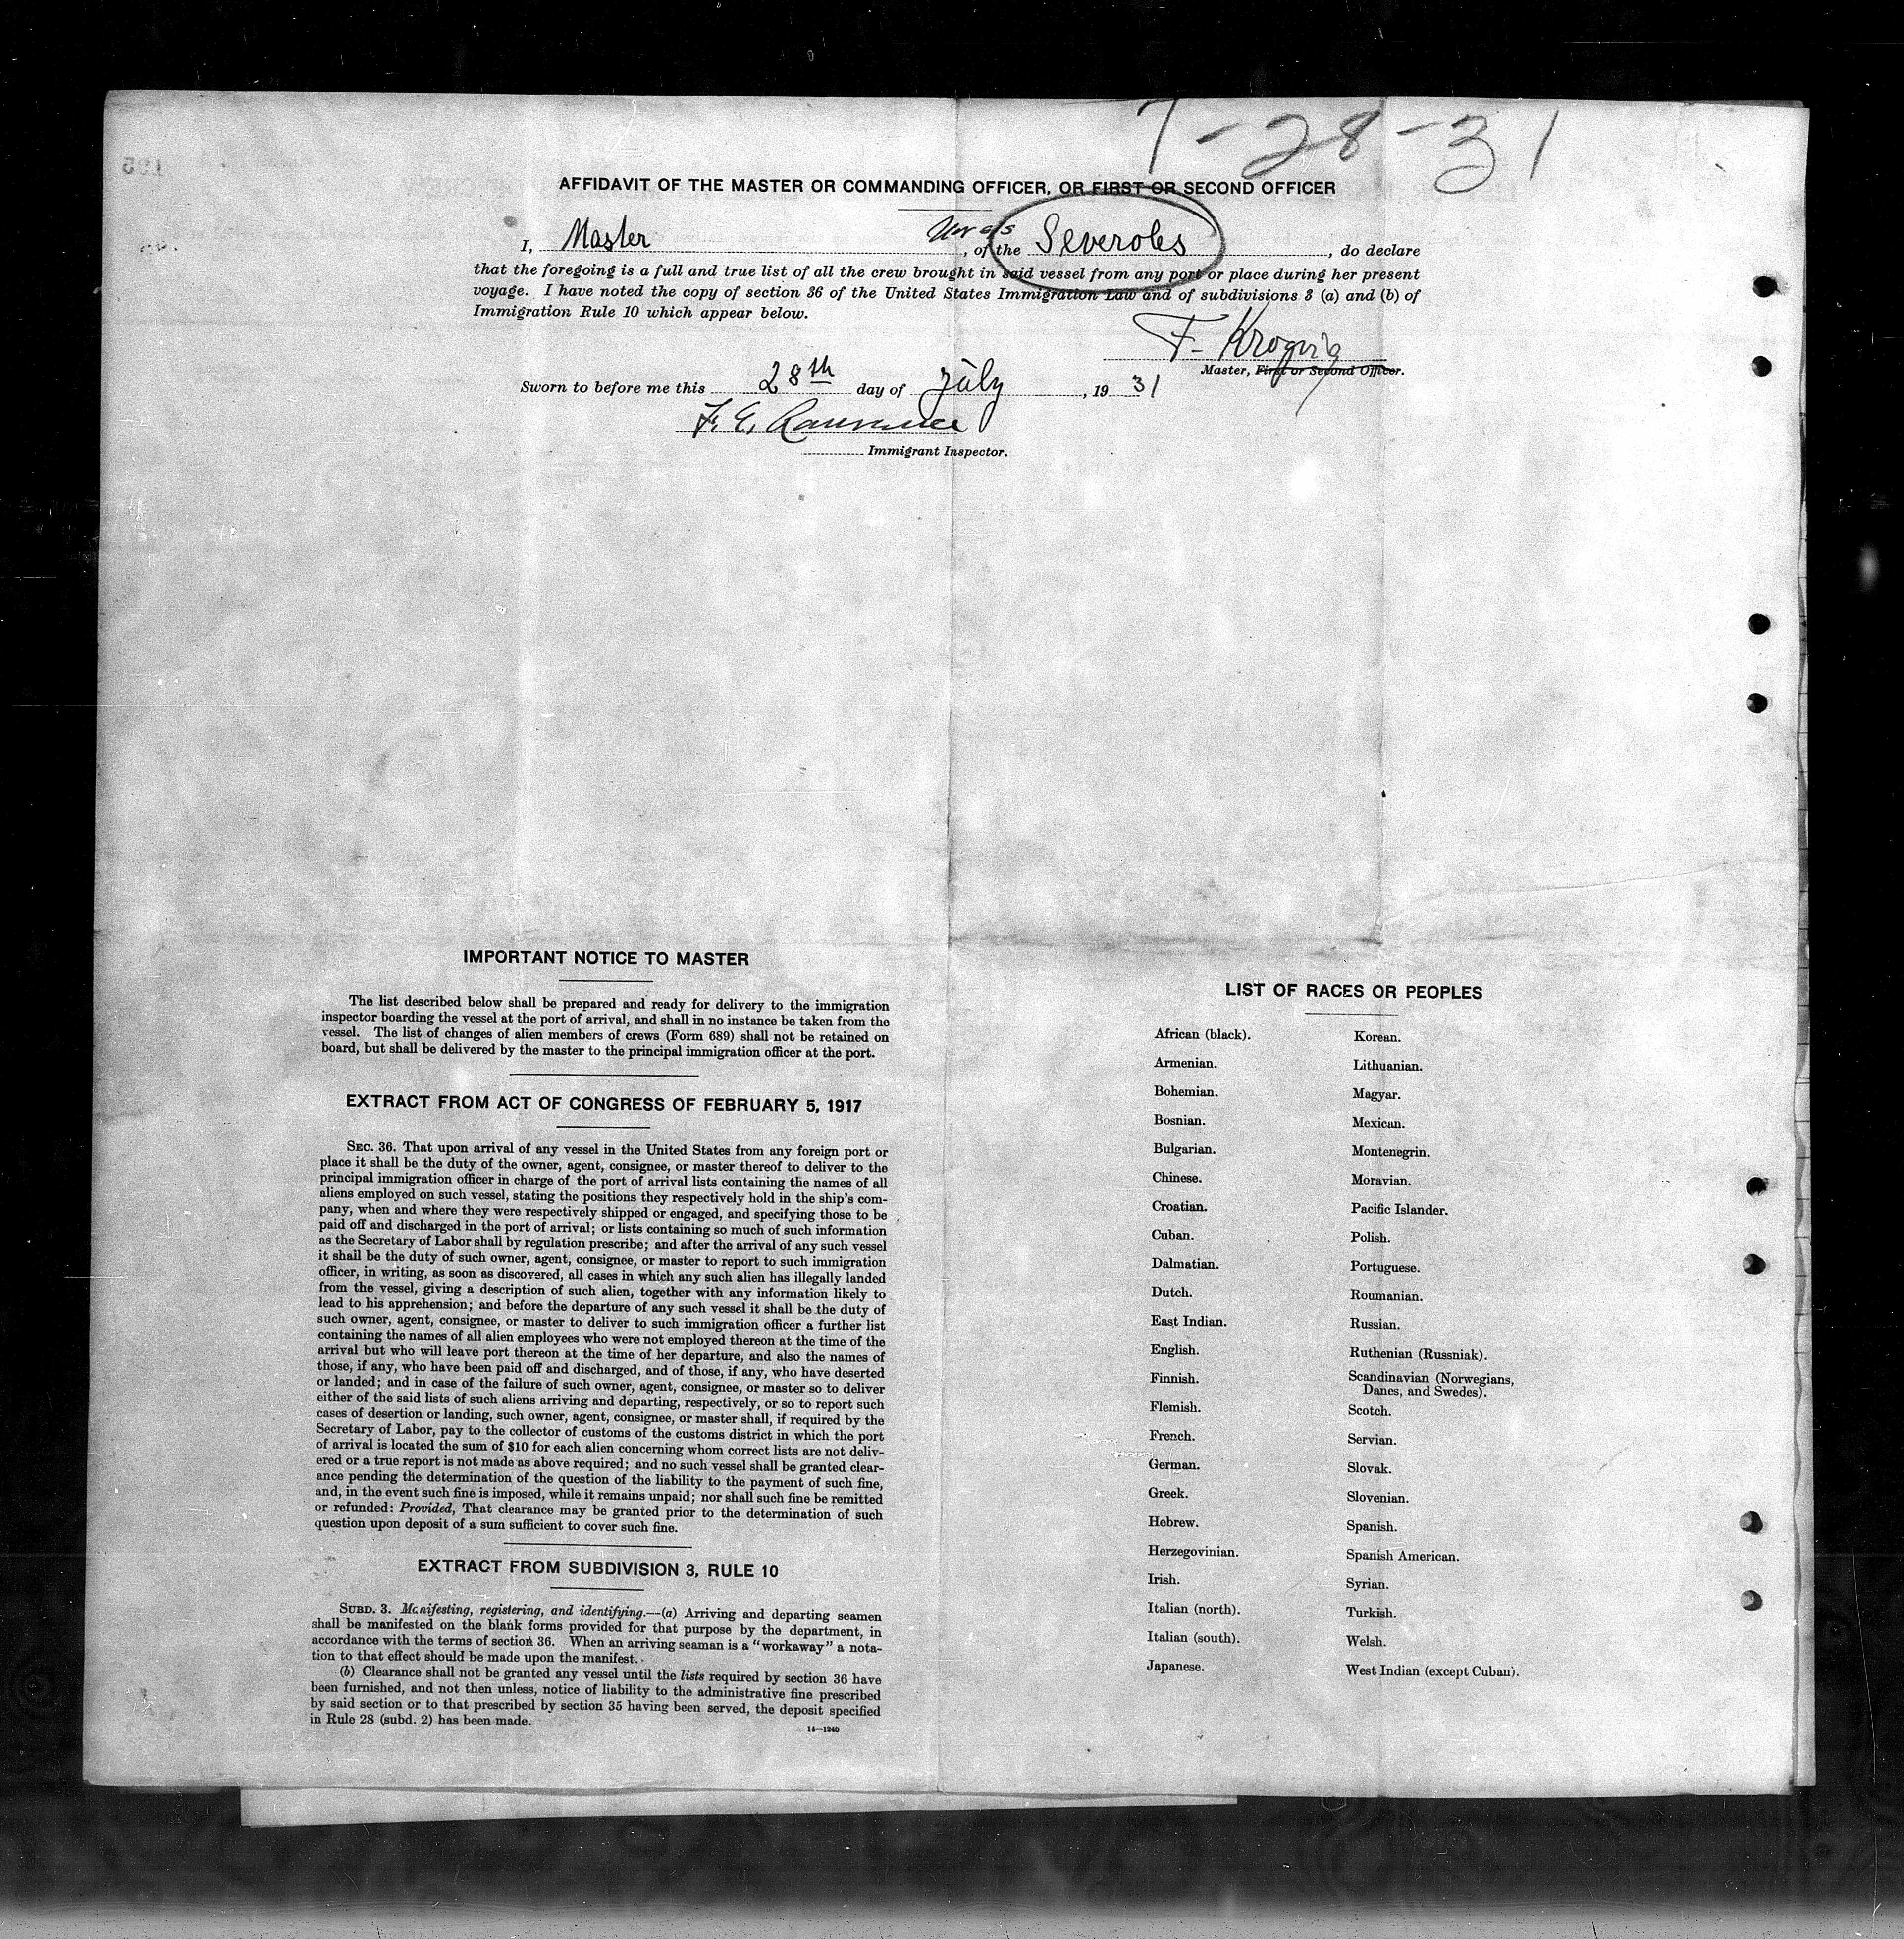 7-28-31
AFFIDAVIT OF THE MASTER OR COMMANDING OFFICER, OR FIRST OR SECOND OFFICER
I, Master, of the Severoles, do declare
that the foregoing is a full and true list of all the crew brought in said vessel from any port or place during her present
voyage. I have noted the copy of section 36 of the United States Immigration Law and of subdivisions 3 (a) and (b) of
Immigration Rule 10 which appear below.
F. Krogvig
Master, First or Second Officer.
Sworn to before me this 28th day of July, 1931
F. E. Lawrence
Immigrant Inspector.
IMPORTANT NOTICE TO MASTER
The list described below shall be prepared and ready for delivery to the immigration
inspector boarding the vessel at the port of arrival, and shall in no instance be taken from the
vessel. The list of changes of alien members of crews (Form 689) shall not be retained on
board, but shall be delivered by the master to the principal immigration officer at the port.
EXTRACT FROM ACT OF CONGRESS OF FEBRUARY 5, 1917
SEC. 36. That upon arrival of any vessel in the United States from any foreign port or
place it shall be the duty of the owner, agent, consignee, or master thereof to deliver to the
principal immigration officer in charge of the port of arrival lists containing the names of all
aliens employed on such vessel, stating the positions they respectively hold in the ship's com-
pany, when and where they were respectively shipped or engaged, and specifying those to be
paid off and discharged in the port of arrival; or lists containing so much of such information
as the Secretary of Labor shall by regulation prescribe; and after the arrival of any such vessel
it shall be the duty of such owner, agent, consignee, or master to report to such immigration
officer, in writing, as soon as discovered, all cases in which any such alien has illegally landed
from the vessel, giving a description of such alien, together with any information likely to
lead to his apprehension; and before the departure of any such vessel it shall be the duty of
such owner, agent, consignee, or master to deliver to such immigration officer a further list
containing the names of all alien employees who were not employed thereon at the time of the
arrival but who will leave port thereon at the time of her departure, and also the names of
those, if any, who have been paid off and discharged, and of those, if any, who have deserted
or landed; and in case of the failure of such owner, agent, consignee, or master so to deliver
either of the said lists of such aliens arriving and departing, respectively, or so to report such
cases of desertion or landing, such owner, agent, consignee, or master shall, if required by the
Secretary of Labor, pay to the collector of customs of the customs district in which the port
of arrival is located the sum of $10 for each alien concerning whom correct lists are not deliv-
ered or a true report is not made as above required; and no such vessel shall be granted clear-
ance pending the determination of the question of the liability to the payment of such fine,
and, in the event such fine is imposed, while it remains unpaid; nor shall such fine be remitted
or refunded: Provided, That clearance may be granted prior to the determination of such
question upon deposit of a sum sufficient to cover such fine.
EXTRACT FROM SUBDIVISION 3, RULE 10
SUBD. 3. Manifesting, registering, and identifying.—(a) Arriving and departing seamen
shall be manifested on the blank forms provided for that purpose by the department, in
accordance with the terms of section 36. When an arriving seaman is a "workaway" a nota-
tion to that effect should be made upon the manifest.
(b) Clearance shall not be granted any vessel until the lists required by section 36 have
been furnished, and not then unless, notice of liability to the administrative fine prescribed
by said section or to that prescribed by section 35 having been served, the deposit specified
in Rule 28 (subd. 2) has been made.
14—1240
LIST OF RACES OR PEOPLES
African (black).
Armenian.
Bohemian.
Bosnian.
Bulgarian.
Chinese.
Croatian.
Cuban.
Dalmatian.
Dutch.
East Indian.
English.
Finnish.
Flemish.
French.
German.
Greek.
Hebrew.
Herzegovinian.
Irish.
Italian (north).
Italian (south).
Japanese.
Korean.
Lithuanian.
Magyar.
Mexican.
Montenegrin.
Moravian.
Pacific Islander.
Polish.
Portuguese.
Roumanian.
Russian.
Ruthenian (Russniak).
Scandinavian (Norwegians,
Danes, and Swedes).
Scotch.
Servian.
Slovak.
Slovenian.
Spanish.
Spanish American.
Syrian.
Turkish.
Welsh.
West Indian (except Cuban).